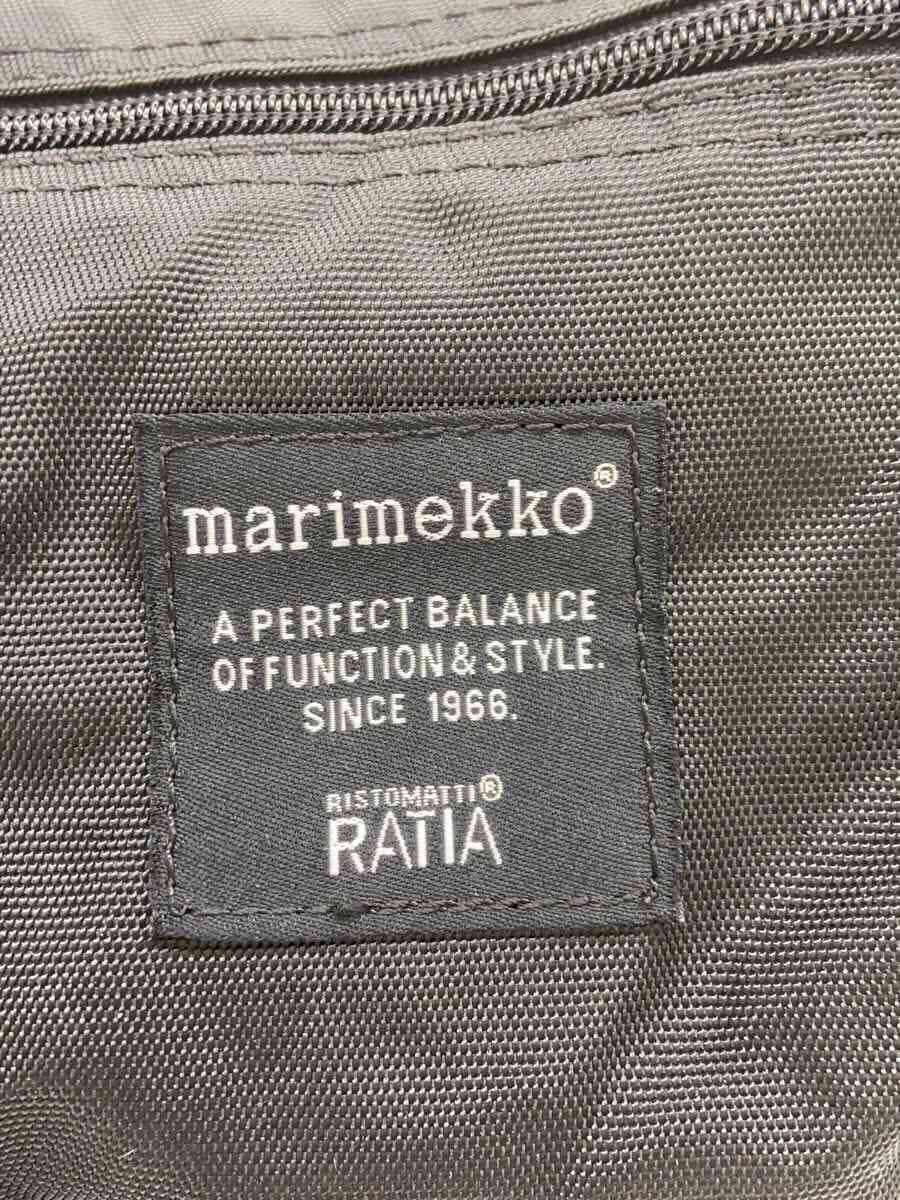 marimekko®
A PERFECT BALANCE
OF FUNCTION & STYLE.
SINCE 1966.
RISTOMATTI®
RATIA